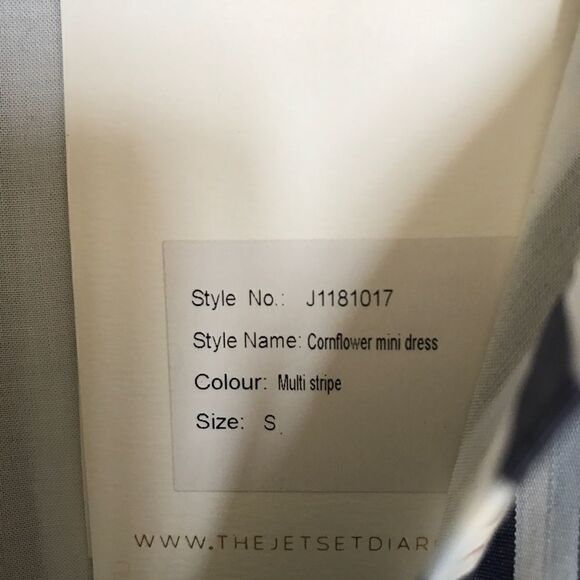 Style No.: J1181017
Style Name: Cornflower mini dress
Colour: Multi stripe
Size: S
WWW.THEJETSETDIAR